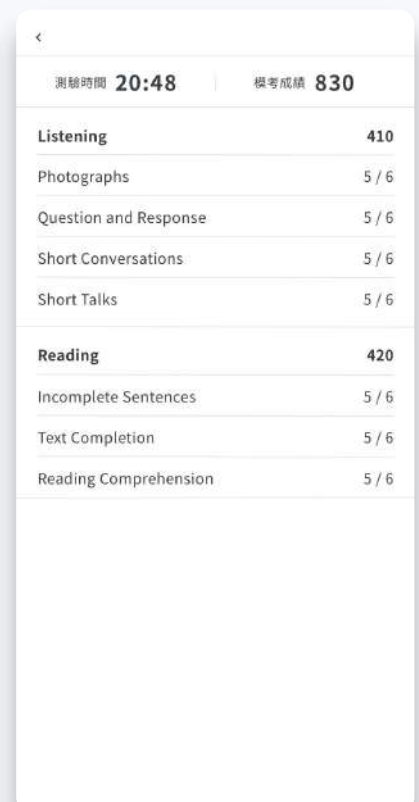 測驗時間 20:48 模考成績 830
Listening 410
Photographs 5 / 6
Question and Response 5 / 6
Short Conversations 5 / 6
Short Talks 5 / 6
Reading 420
Incomplete Sentences 5 / 6
Text Completion 5 / 6
Reading Comprehension 5 / 6